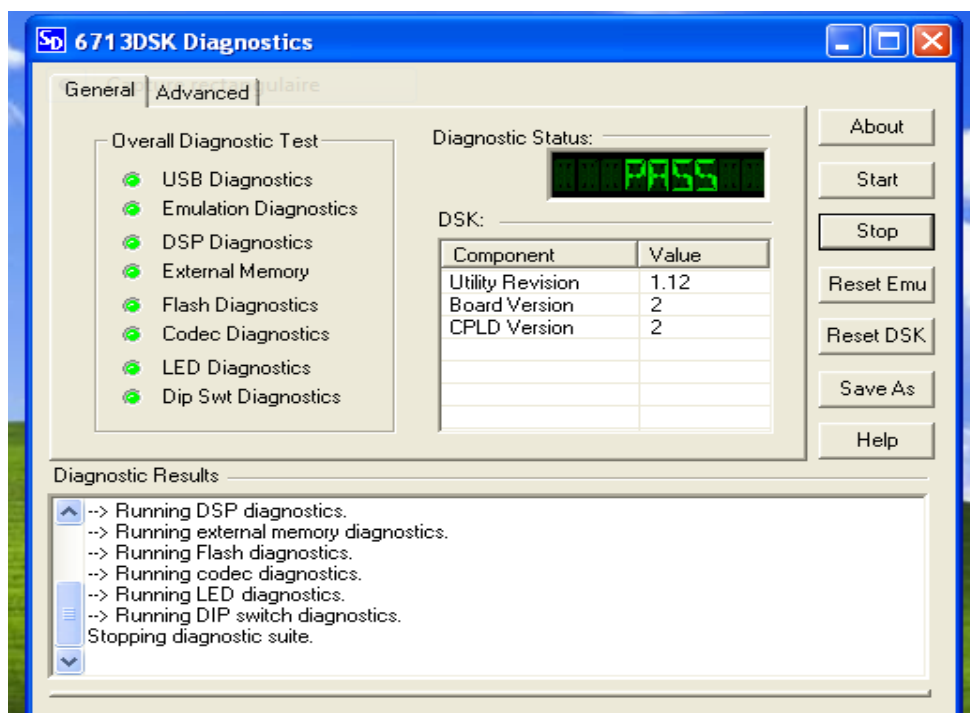 SD 6713DSK Diagnostics
Capture rectangulaire
General Advanced
Overall Diagnostic Test
USB Diagnostics
Emulation Diagnostics
DSP Diagnostics
External Memory
Flash Diagnostics
Codec Diagnostics
LED Diagnostics
Dip Swt Diagnostics
Diagnostic Status:
PASS
DSK:
Component Value
Utility Revision 1.12
Board Version 2
CPLD Version 2
About
Start
Stop
Reset Emu
Reset DSK
Save As
Help
Diagnostic Results
--> Running DSP diagnostics.
--> Running external memory diagnostics.
--> Running Flash diagnostics.
--> Running codec diagnostics.
--> Running LED diagnostics.
--> Running DIP switch diagnostics.
Stopping diagnostic suite.